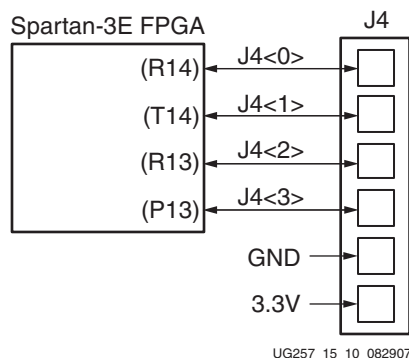 Spartan-3E FPGA
J4
(R14)
J4<0>
(T14)
J4<1>
(R13)
J4<2>
(P13)
J4<3>
GND
3.3V
UG257_15_10_082907